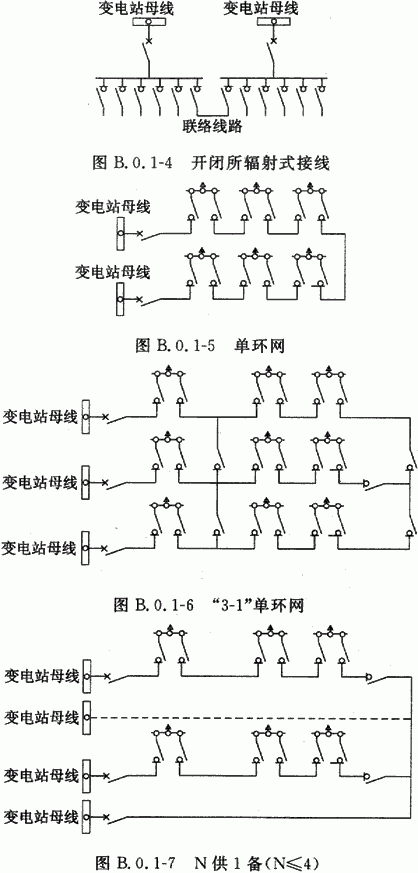 变电站母线 变电站母线
联络线路
图 B.0.1-4 开闭所辐射式接线
变电站母线
变电站母线
图 B.0.1-5 单环网
变电站母线
变电站母线
变电站母线
图 B.0.1-6 “3-1”单环网
变电站母线
变电站母线
变电站母线
变电站母线
图 B.0.1-7 N供1备(N≤4)